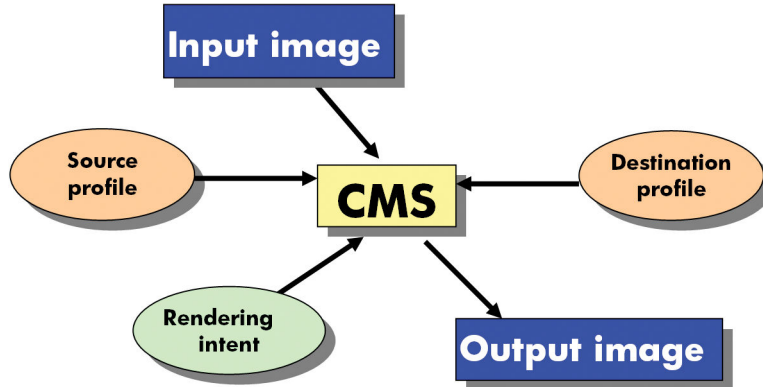 Input image
Source
profile
CMS
Destination
profile
Rendering
intent
Output image